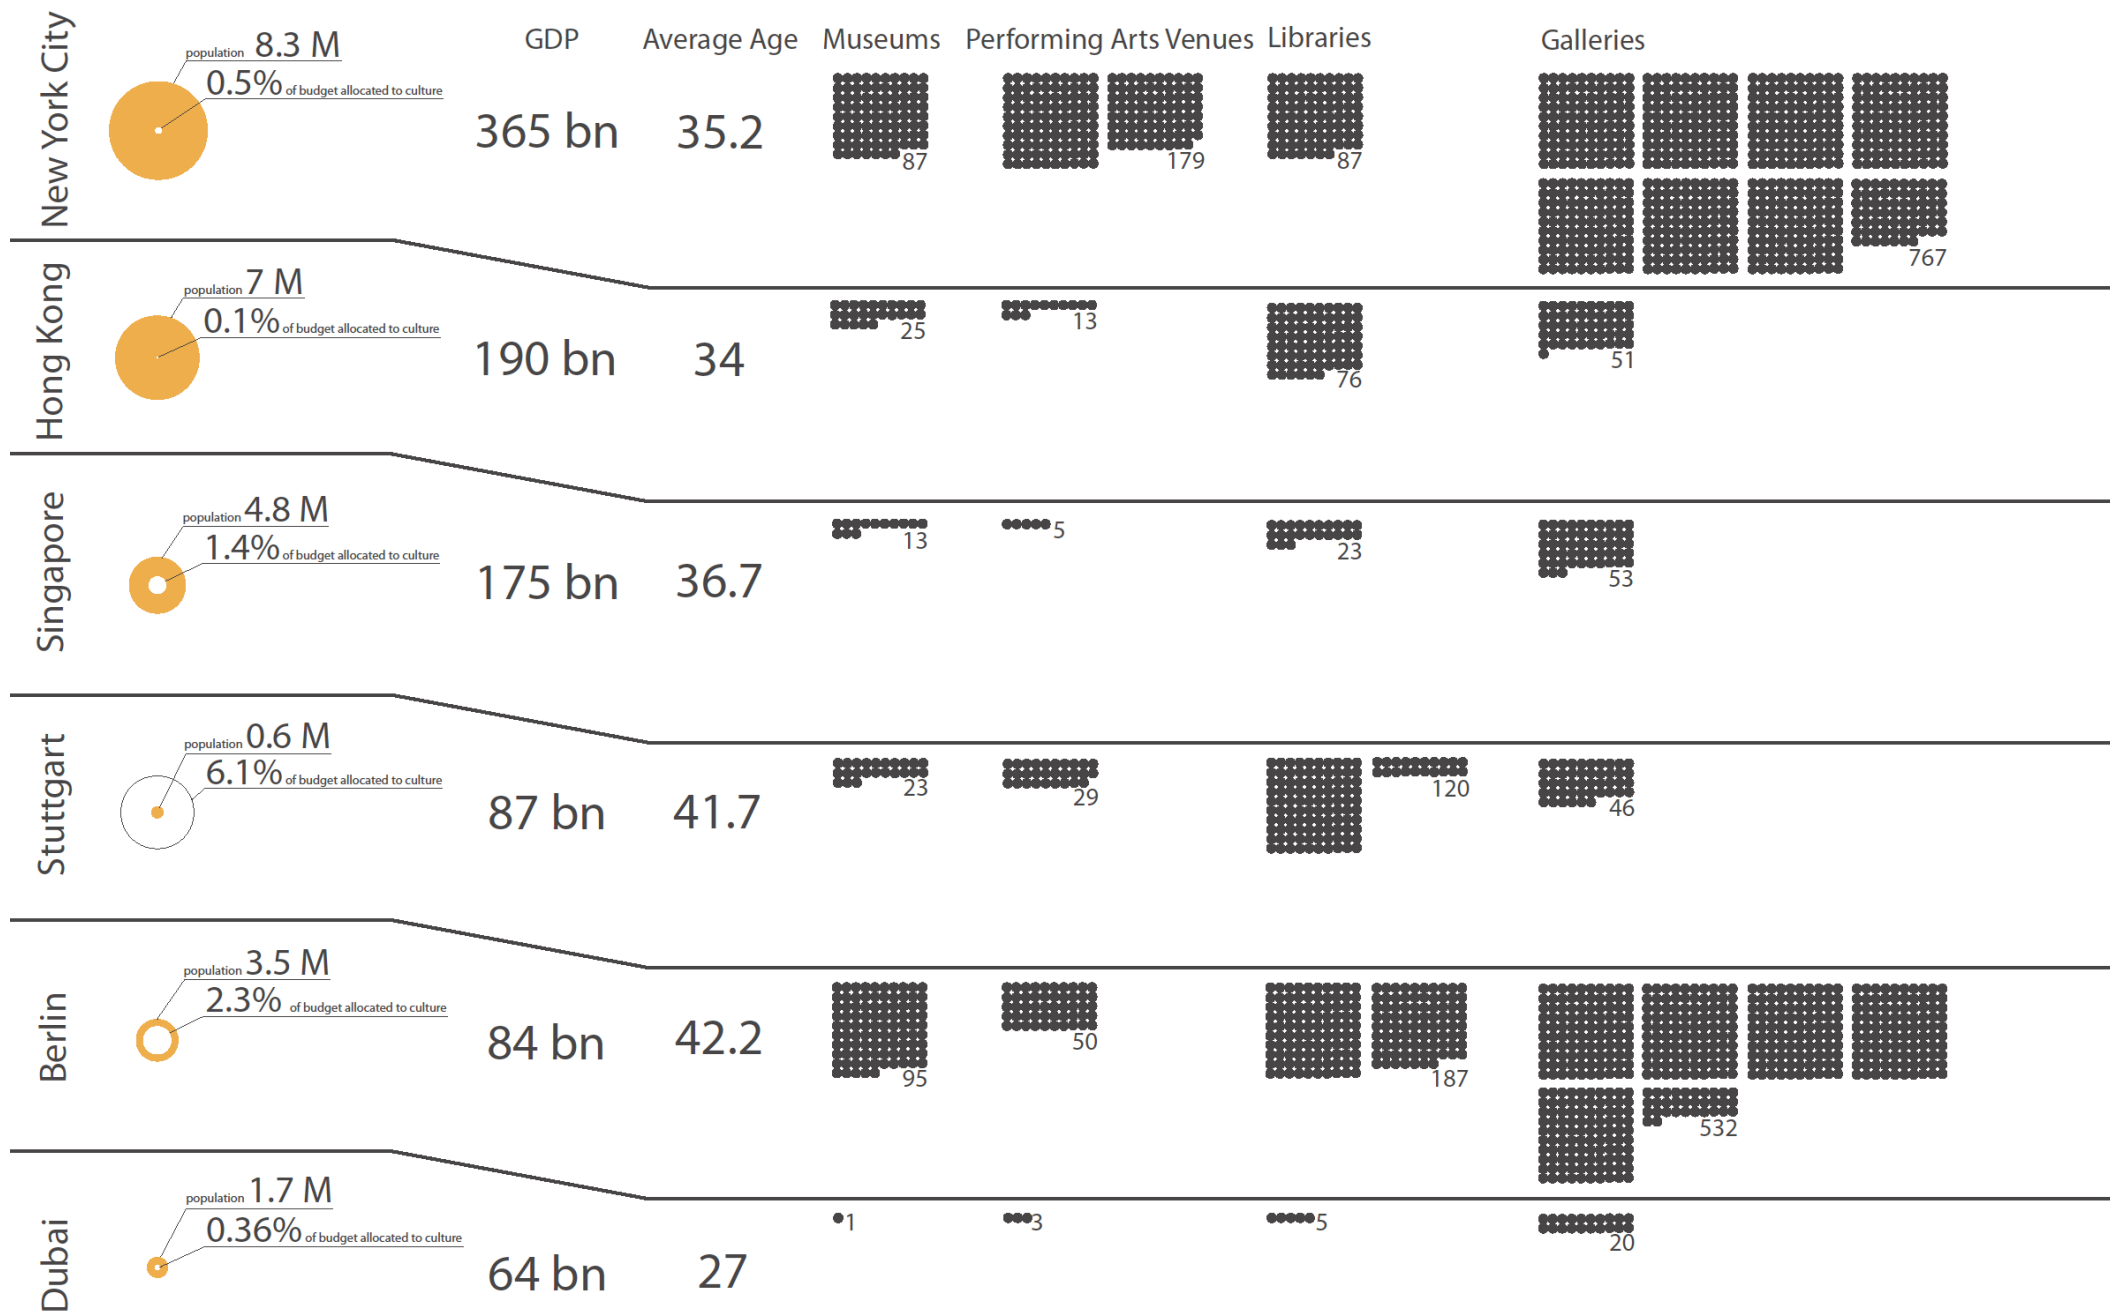 GDP
Average Age
Museums
Performing Arts Venues
Libraries
Galleries
New York City
population 8.3 M
0.5% of budget allocated to culture
365 bn
35.2
87
179
87
767
Hong Kong
population 7 M
0.1% of budget allocated to culture
190 bn
34
25
13
76
51
Singapore
population 4.8 M
1.4% of budget allocated to culture
175 bn
36.7
13
5
23
53
Stuttgart
population 0.6 M
6.1% of budget allocated to culture
87 bn
41.7
23
29
120
46
Berlin
population 3.5 M
2.3% of budget allocated to culture
84 bn
42.2
95
50
187
532
Dubai
population 1.7 M
0.36% of budget allocated to culture
64 bn
27
1
3
5
20